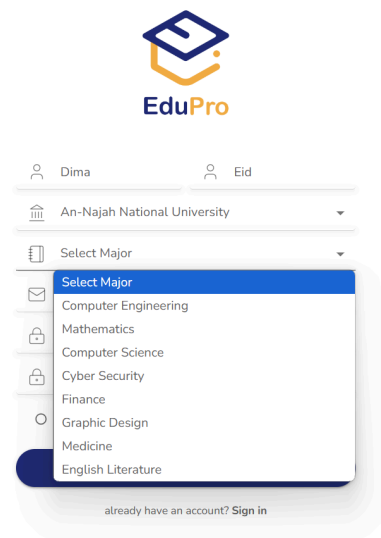 EduPro
Dima Eid
An-Najah National University
Select Major
Select Major
Computer Engineering
Mathematics
Computer Science
Cyber Security
Finance
Graphic Design
Medicine
English Literature
already have an account? Sign in